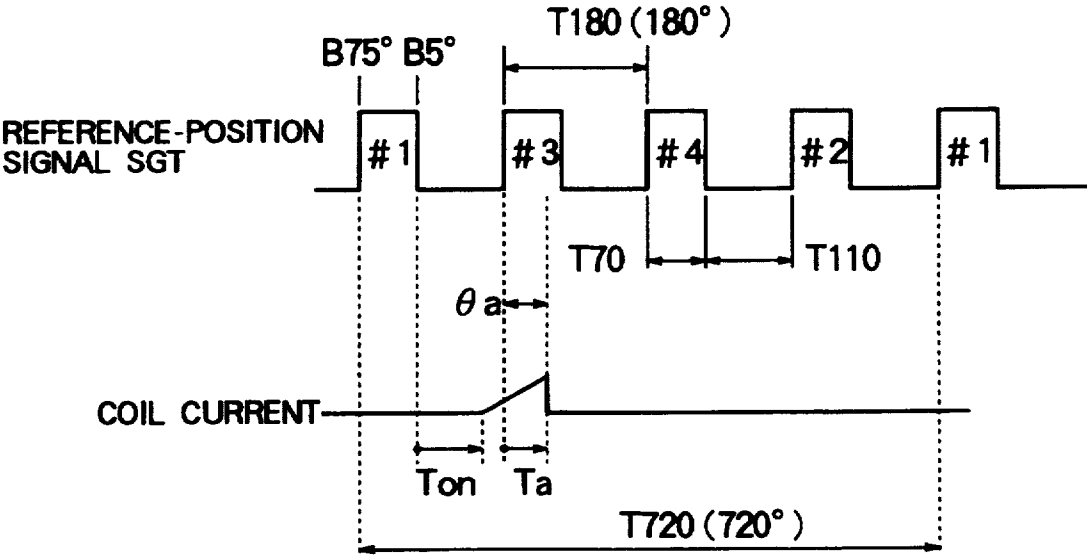 T180 (180°)
B75° B5°
REFERENCE-POSITION
SIGNAL SGT
#1 #3 #4 #2 #1
T70 T110
θa
COIL CURRENT
Ton Ta
T720 (720°)